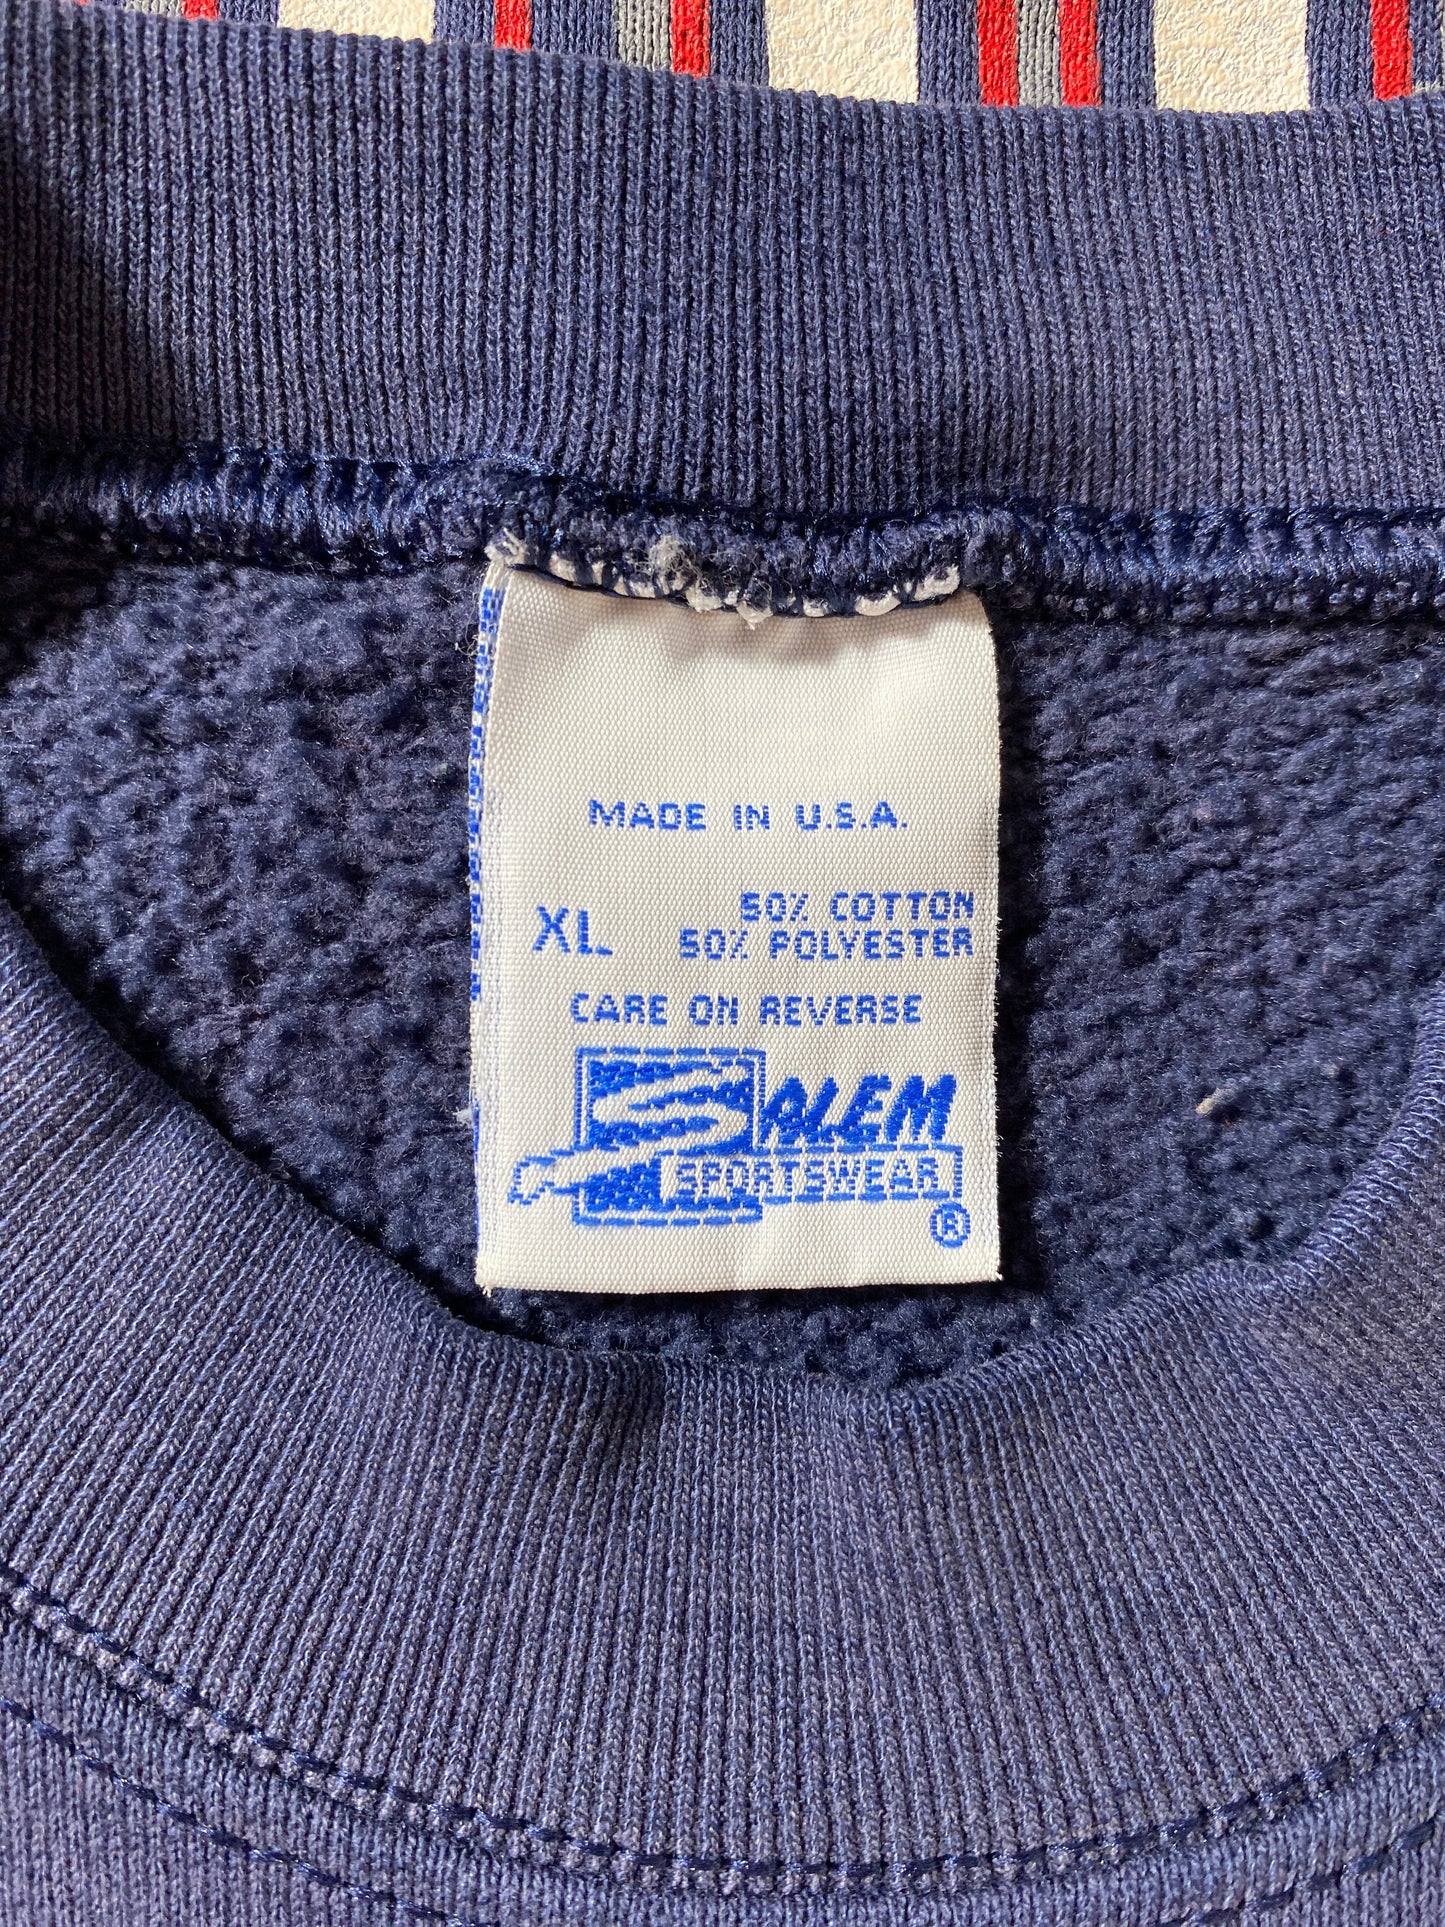 MADE IN U.S.A.
XL
50% COTTON
50% POLYESTER
CARE ON REVERSE
SALEM
SPORTSWEAR
®